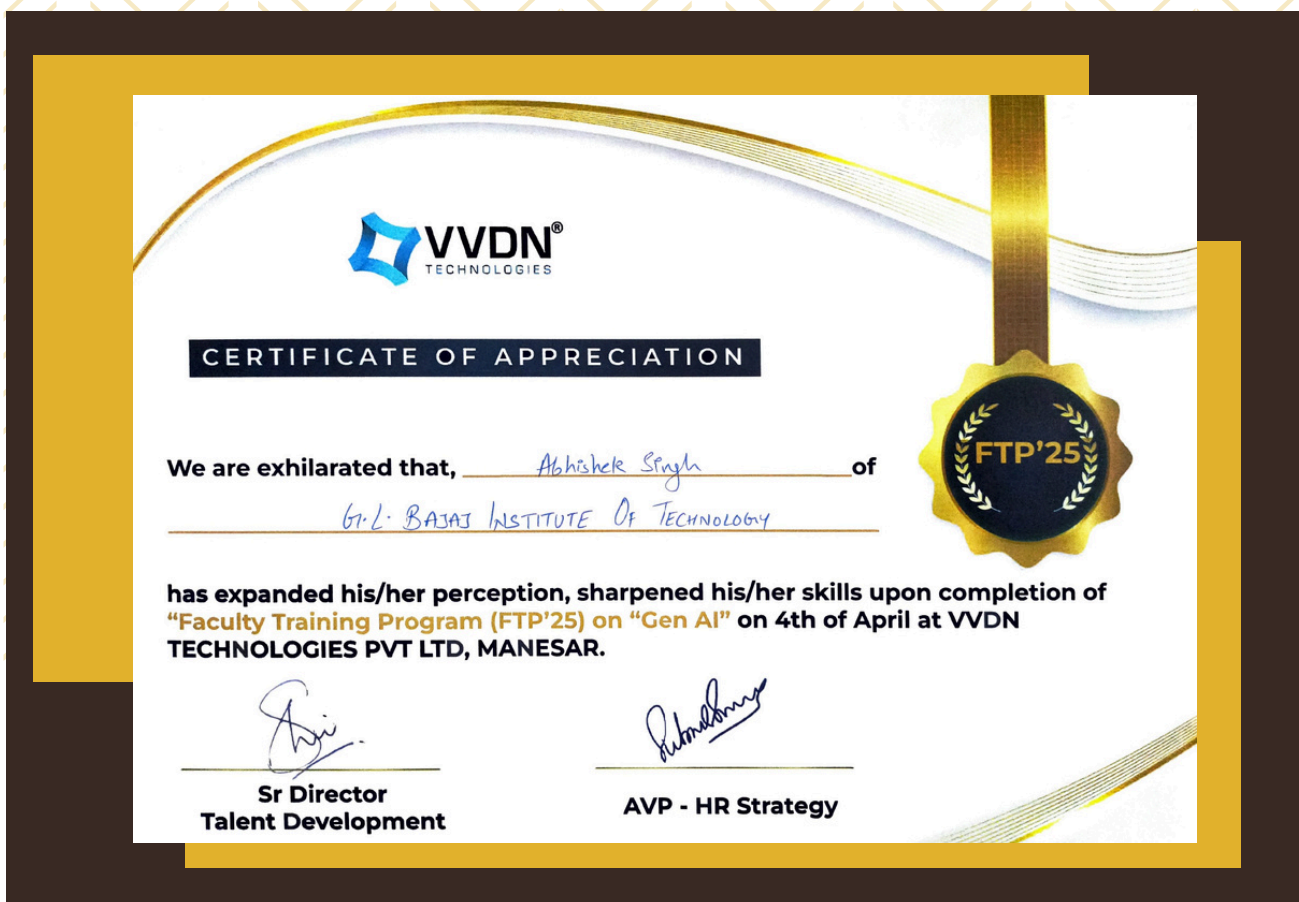 VVDN®
TECHNOLOGIES
CERTIFICATE OF APPRECIATION
We are exhilarated that, Abhishek Singh of
G.L. BAJAJ INSTITUTE OF TECHNOLOGY
FTP'25
has expanded his/her perception, sharpened his/her skills upon completion of
“Faculty Training Program (FTP’25) on “Gen AI” on 4th of April at VVDN
TECHNOLOGIES PVT LTD, MANESAR.
Sr Director
Talent Development
AVP - HR Strategy